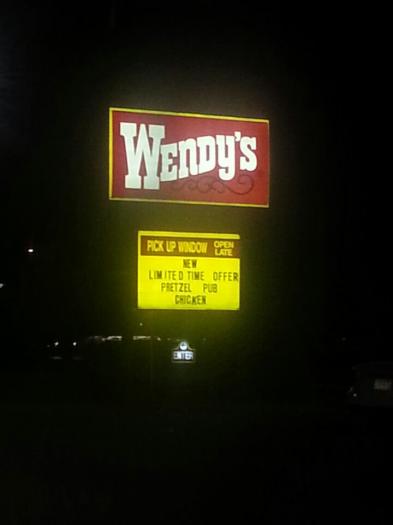 WENDY'S
PICK UP WINDOW OPEN LATE
NEW
LIMITED TIME OFFER
PRETZEL PUB
CHICKEN
ENTER